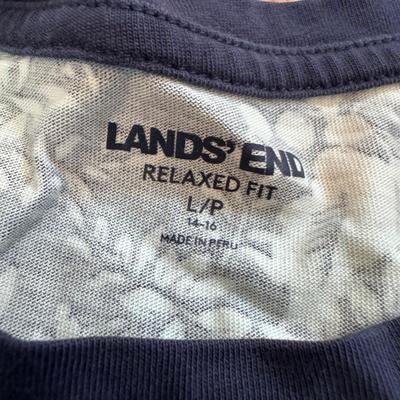 LANDS' END
RELAXED FIT
L/P
14-16
MADE IN PERU